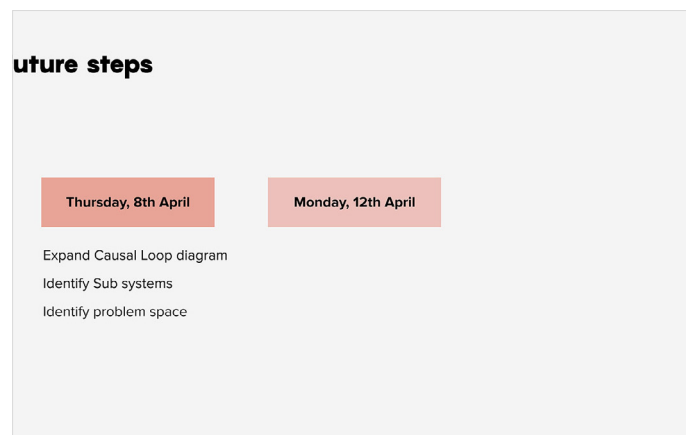 uture steps
Thursday, 8th April
Monday, 12th April
Expand Causal Loop diagram
Identify Sub systems
Identify problem space